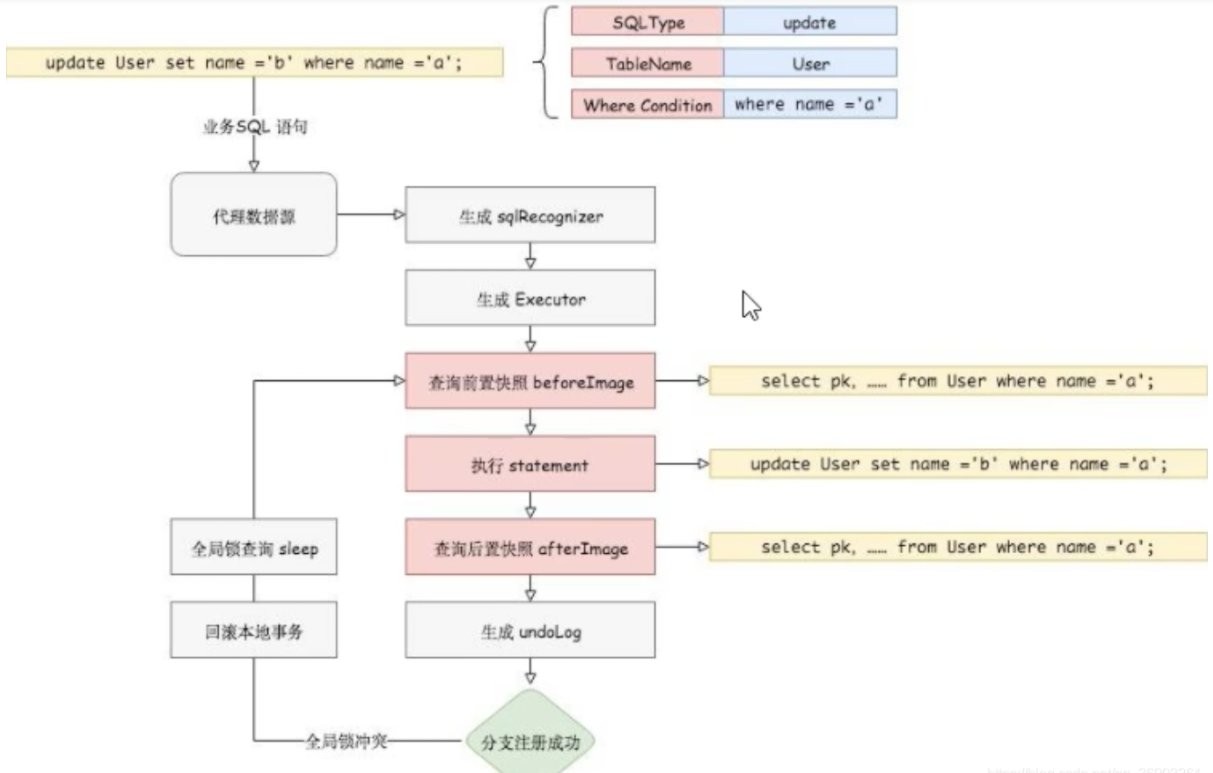 SQLType update
update User set name ='b' where name ='a';
TableName User
Where Condition where name ='a'
业务SQL 语句
代理数据源
生成 sqlRecognizer
生成 Executor
查询前置快照 beforeImage
select pk, …… from User where name ='a';
执行 statement
update User set name ='b' where name ='a';
全局锁查询 sleep
查询后置快照 afterImage
select pk, …… from User where name ='a';
回滚本地事务
生成 undoLog
全局锁冲突
分支注册成功